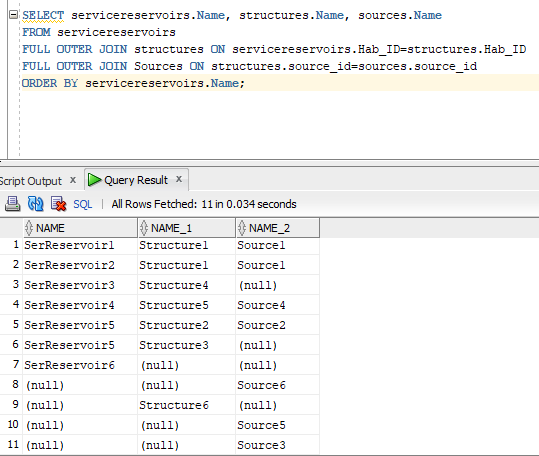 SELECT servicereservoirs.Name, structures.Name, sources.Name
FROM servicereservoirs
FULL OUTER JOIN structures ON servicereservoirs.Hab_ID=structures.Hab_ID
FULL OUTER JOIN Sources ON structures.source_id=sources.source_id
ORDER BY servicereservoirs.Name;
Script Output x Query Result x
SQL | All Rows Fetched: 11 in 0.034 seconds
NAME NAME_1 NAME_2
1 SerReservoir1 Structure1 Source1
2 SerReservoir2 Structure1 Source1
3 SerReservoir3 Structure4 (null)
4 SerReservoir4 Structure5 Source4
5 SerReservoir5 Structure2 Source2
6 SerReservoir5 Structure3 (null)
7 SerReservoir6 (null) (null)
8 (null) (null) Source6
9 (null) Structure6 (null)
10 (null) (null) Source5
11 (null) (null) Source3